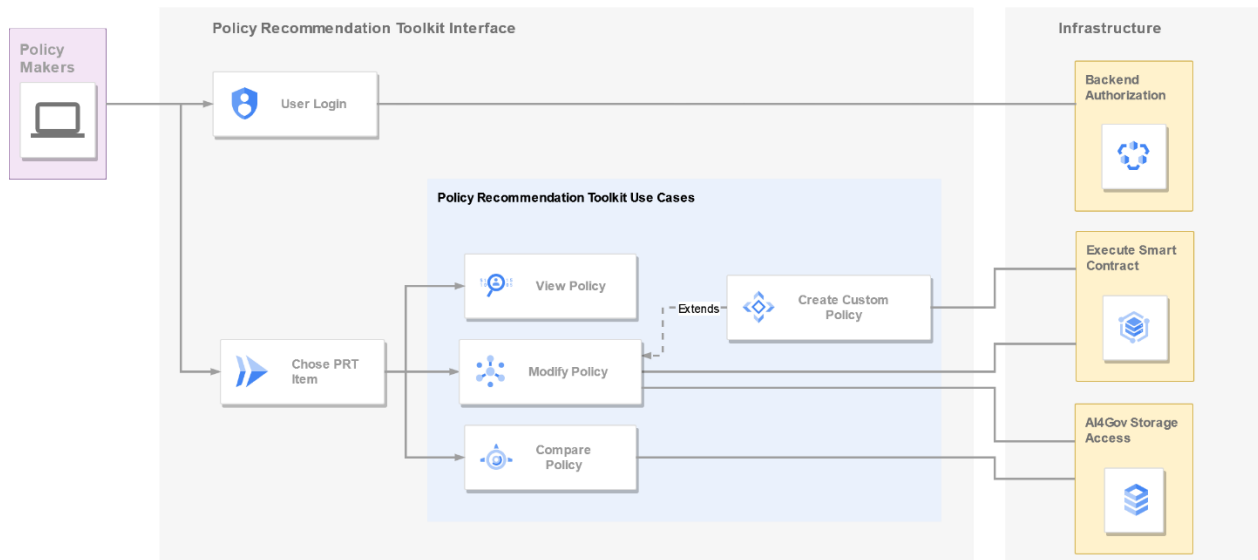 Policy Recommendation Toolkit Interface
Infrastructure
Policy
Makers
User Login
Backend
Authorization
Policy Recommendation Toolkit Use Cases
View Policy
Extends
Create Custom
Policy
Execute Smart
Contract
Chose PRT
Item
Modify Policy
Compare
Policy
AI4Gov Storage
Access